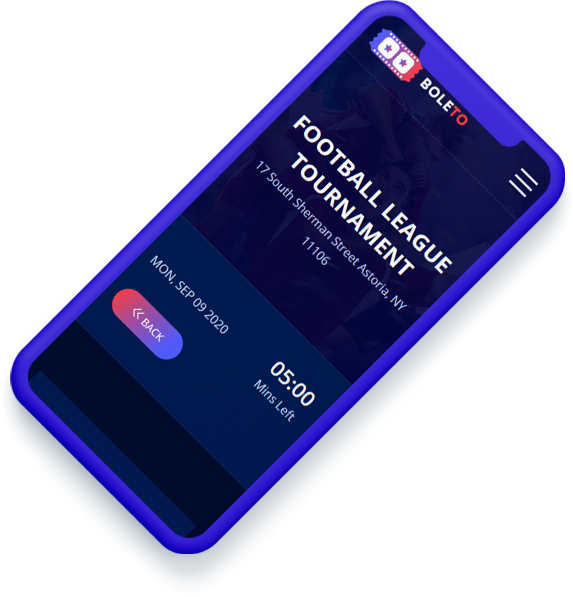 BOLETO
FOOTBALL LEAGUE
TOURNAMENT
17 South Sherman Street Astoria, NY
11106
MON, SEP 09 2020
BACK
05:00
Mins Left